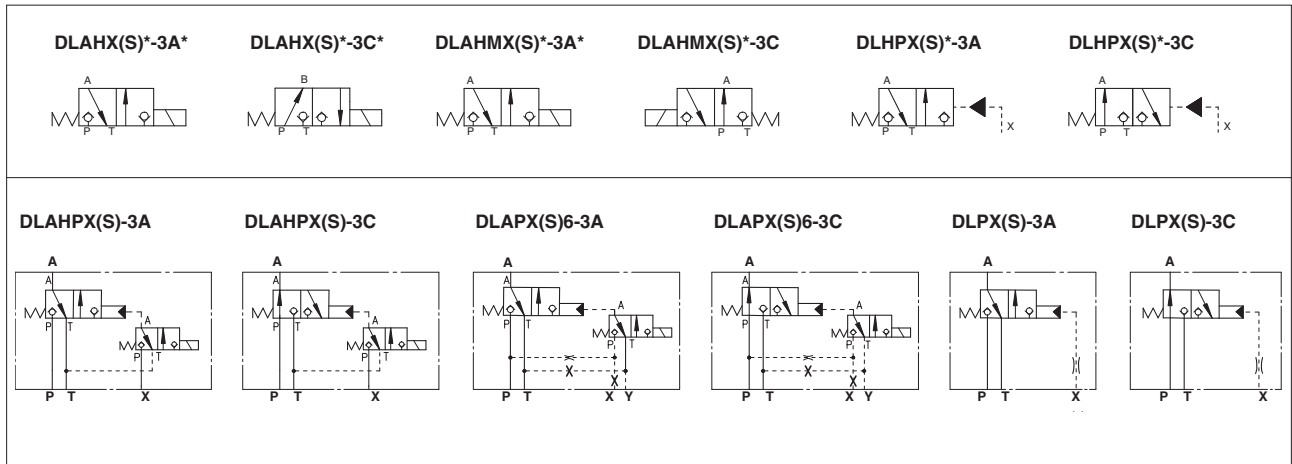 DLAHX(S)*-3A* DLAHX(S)*-3C* DLAHMX(S)*-3A* DLAHMX(S)*-3C DLHPX(S)*-3A DLHPX(S)*-3C
A B A A A A
P T P T P T P T P T X P T X
DLAHPX(S)-3A DLAHPX(S)-3C DLAPX(S)6-3A DLAPX(S)6-3C DLPX(S)-3A DLPX(S)-3C
A A A A A A
A A A A
P T A P T A P T A P T A
P T P T P T P T
P T X P T X P T X Y P T X Y P T X P T X